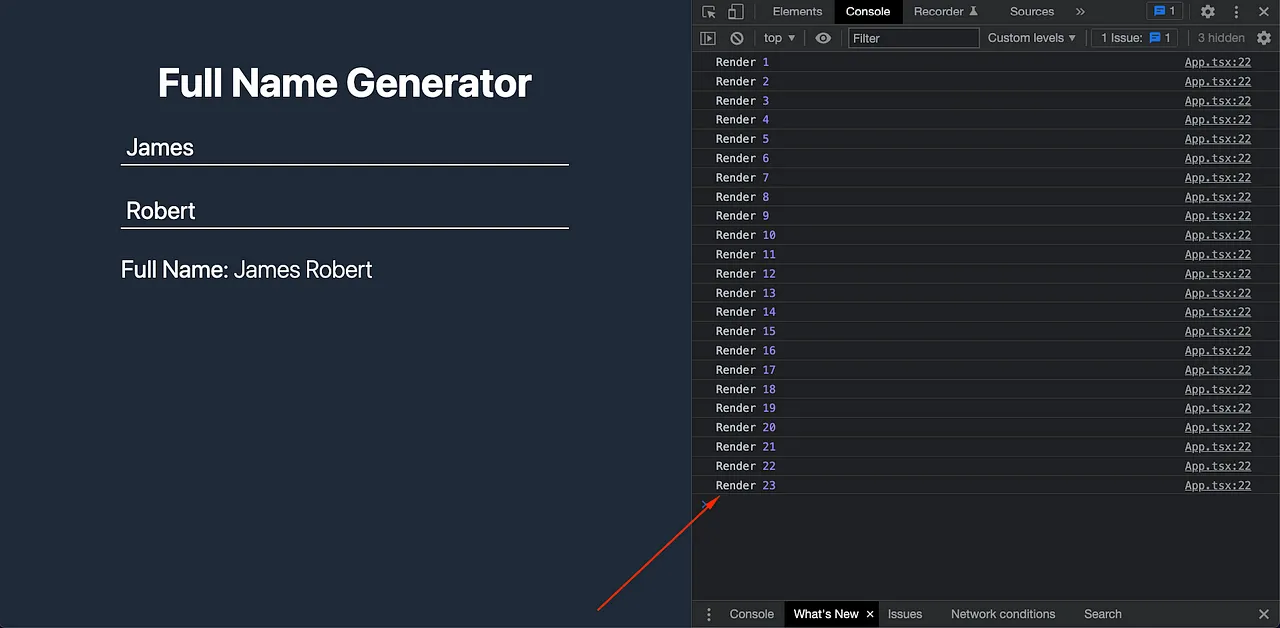 Full Name Generator
James
Robert
Full Name: James Robert
Elements Console Recorder Sources » 1
top ▼ Filter Custom levels ▼ 1 Issue: 1 3 hidden
Render 1 App.tsx:22
Render 2 App.tsx:22
Render 3 App.tsx:22
Render 4 App.tsx:22
Render 5 App.tsx:22
Render 6 App.tsx:22
Render 7 App.tsx:22
Render 8 App.tsx:22
Render 9 App.tsx:22
Render 10 App.tsx:22
Render 11 App.tsx:22
Render 12 App.tsx:22
Render 13 App.tsx:22
Render 14 App.tsx:22
Render 15 App.tsx:22
Render 16 App.tsx:22
Render 17 App.tsx:22
Render 18 App.tsx:22
Render 19 App.tsx:22
Render 20 App.tsx:22
Render 21 App.tsx:22
Render 22 App.tsx:22
Render 23 App.tsx:22
Console What's New × Issues Network conditions Search